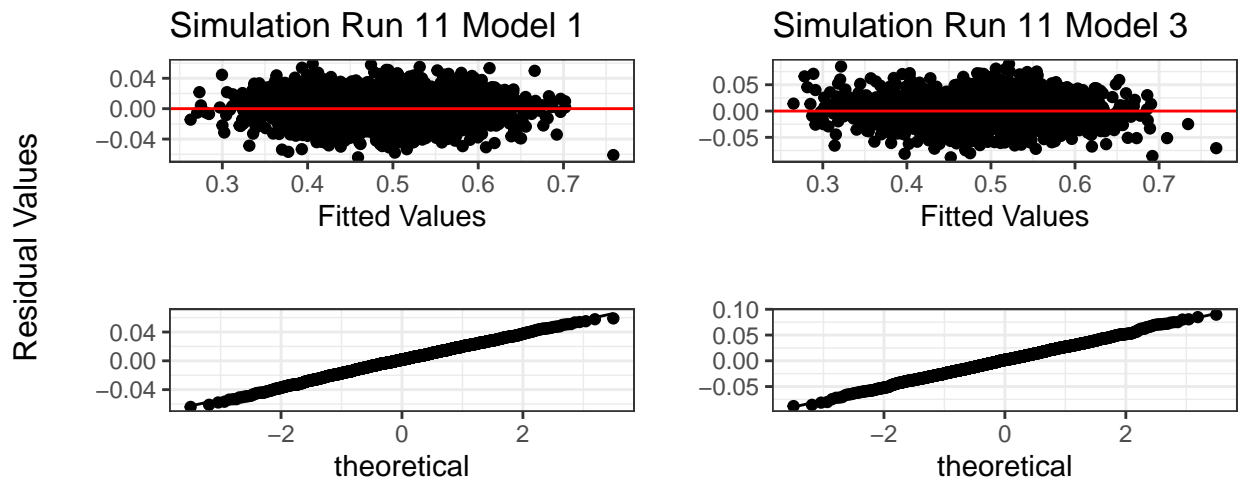 Simulation Run 11 Model 1
Simulation Run 11 Model 3
Residual Values
0.04
0.00
−0.04
0.3 0.4 0.5 0.6 0.7
Fitted Values
0.05
0.00
−0.05
0.3 0.4 0.5 0.6 0.7
Fitted Values
0.04
0.00
−0.04
−2 0 2
theoretical
0.10
0.05
0.00
−0.05
−2 0 2
theoretical